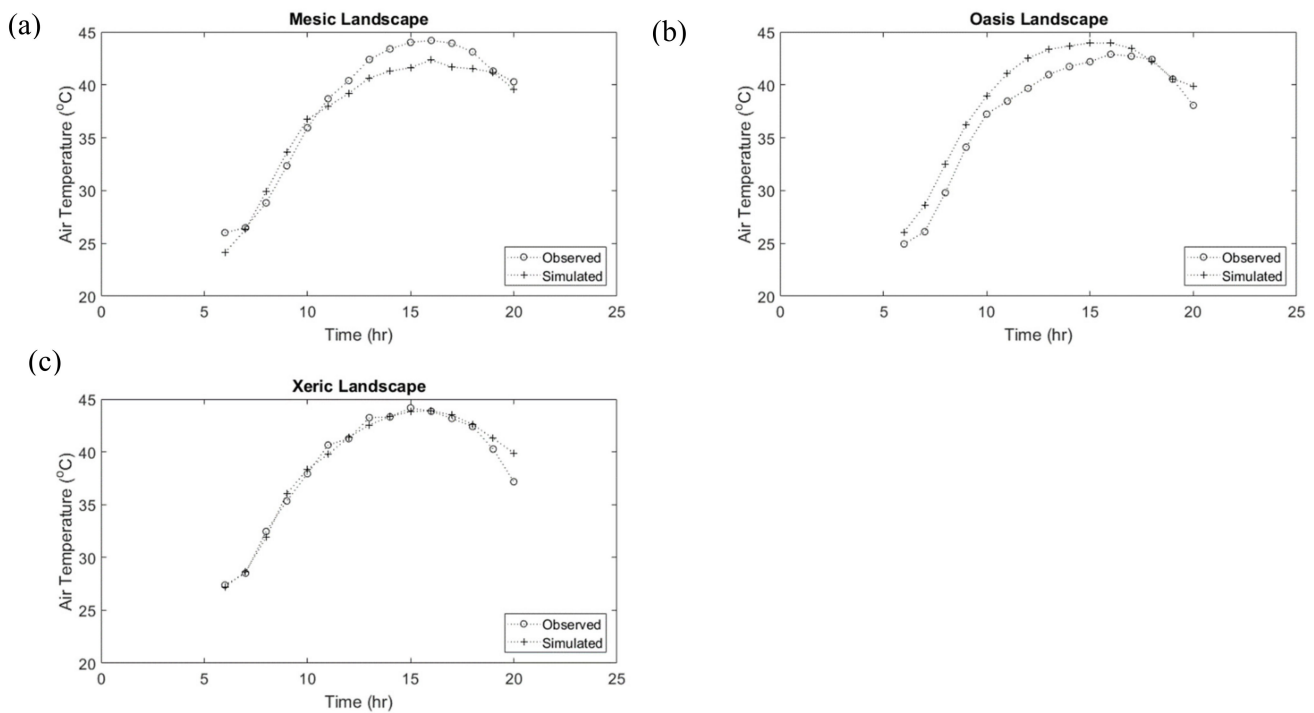 (a)
Mesic Landscape
45
40
35
30
25
20
Air Temperature (°C)
0 5 10 15 20 25
Time (hr)
Observed
Simulated
(b)
Oasis Landscape
45
40
35
30
25
20
Air Temperature (°C)
0 5 10 15 20 25
Time (hr)
Observed
Simulated
(c)
Xeric Landscape
45
40
35
30
25
20
Air Temperature (°C)
0 5 10 15 20 25
Time (hr)
Observed
Simulated